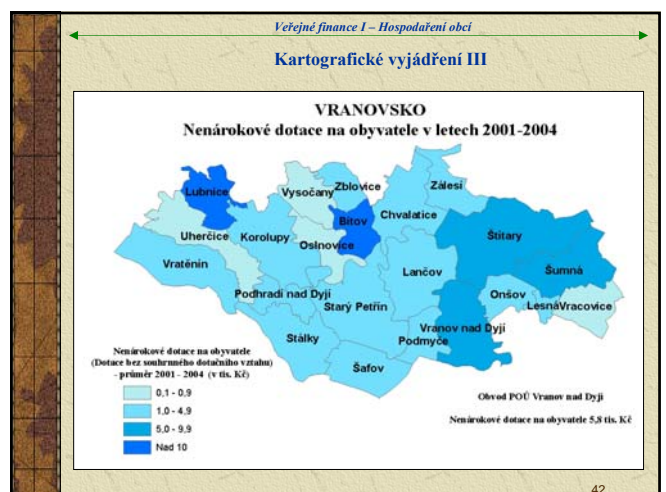 Veřejné finance I – Hospodaření obcí
Kartografické vyjádření III
VRANOVSKO
Nenárokové dotace na obyvatele v letech 2001-2004
Lubnice
Vysočany
Zblovice
Zálesí
Bítov
Chvalatice
Uherčice
Korolupy
Oslnovice
Štítary
Vratěnín
Lančov
Šumná
Podhradí nad Dyjí
Starý Petřín
Onšov
Lesná
Vracovice
Vranov nad Dyjí
Stálky
Podmyče
Šafov
Nenárokové dotace na obyvatele
(Dotace bez souhrnného dotačního vztahu)
- průměr 2001 - 2004 (v tis. Kč)
0,1 - 0,9
1,0 - 4,9
5,0 - 9,9
Nad 10
Obvod POÚ Vranov nad Dyjí
Nenárokové dotace na obyvatele 5,8 tis. Kč
42